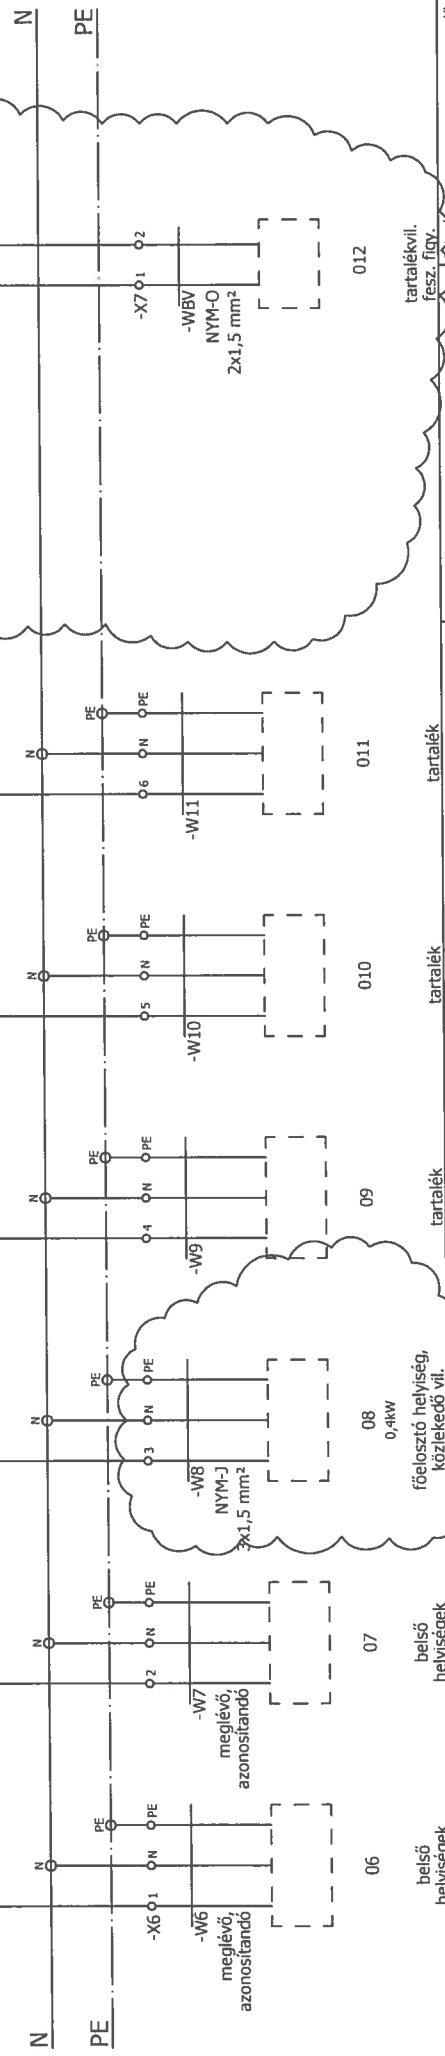 N
PE
N
PE
N
PE
-X6
1
N
PE
-W6
meglévő,
azonosítandó
06
belső
helyiségek
N
PE
2
N
PE
-W7
meglévő,
azonosítandó
07
belső
helyiségek
N
PE
3
N
PE
-W8
NYM-J
3x1,5 mm²
08
0,4kW
főelosztó helyiség,
közlekedő vil.
N
PE
4
N
PE
-W9
09
tartalék
N
PE
5
N
PE
-W10
010
tartalék
N
PE
6
N
PE
-W11
011
tartalék
-X7
1
2
-WBV
NYM-O
2x1,5 mm²
012
tartalékvil.
fesz. figy.